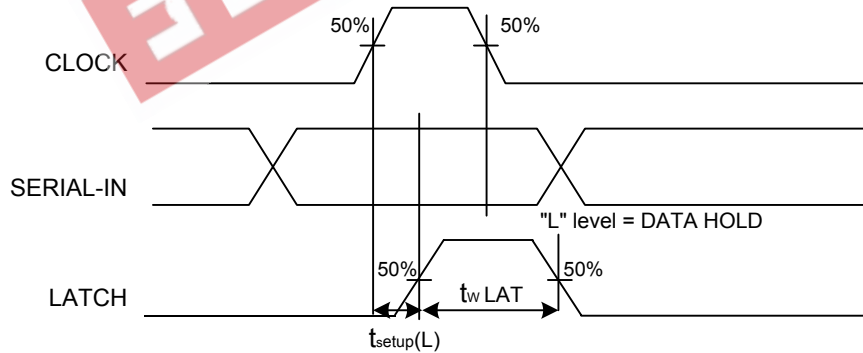 50%
50%
CLOCK
SERIAL-IN
"L" level = DATA HOLD
50%
50%
tw LAT
LATCH
tsetup(L)